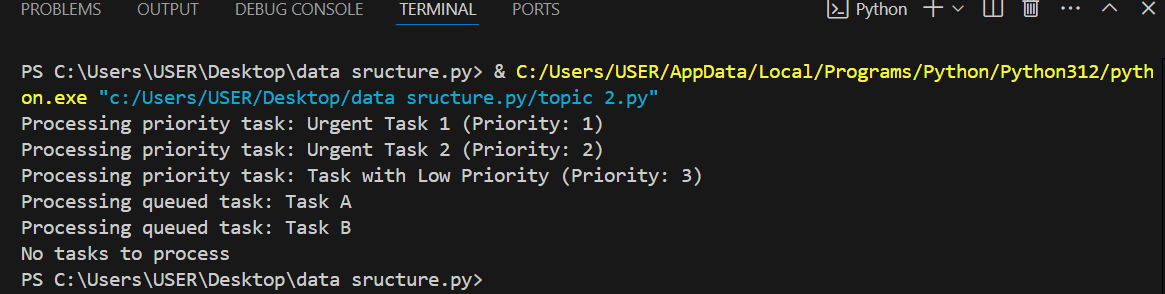 PROBLEMS OUTPUT DEBUG CONSOLE TERMINAL PORTS Python
PS C:\Users\USER\Desktop\data sructure.py> & C:/Users/USER/AppData/Local/Programs/Python/Python312/pyth
on.exe "c:/Users/USER/Desktop/data sructure.py/topic 2.py"
Processing priority task: Urgent Task 1 (Priority: 1)
Processing priority task: Urgent Task 2 (Priority: 2)
Processing priority task: Task with Low Priority (Priority: 3)
Processing queued task: Task A
Processing queued task: Task B
No tasks to process
PS C:\Users\USER\Desktop\data sructure.py>